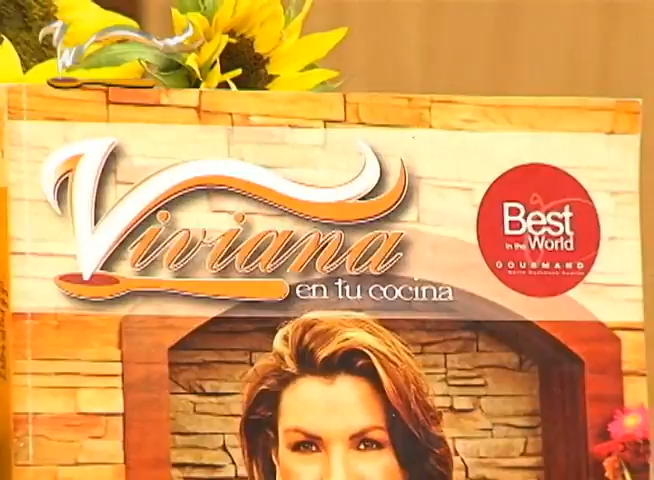 Viviana
en tu cocina
Best
in the World
GOURMAND